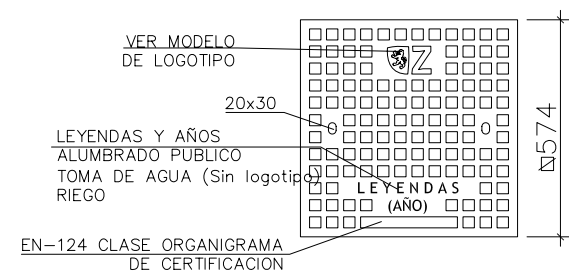 VER MODELO
DE LOGOTIPO
Z
20x30
574
LEYENDAS Y AÑOS
ALUMBRADO PUBLICO
TOMA DE AGUA (Sin logotipo)
RIEGO
LEYENDAS
(AÑO)
EN-124 CLASE ORGANIGRAMA
DE CERTIFICACION